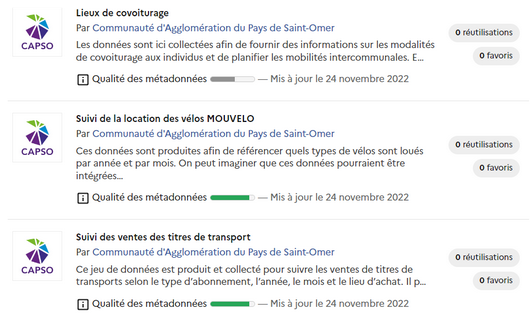 Lieux de covoiturage
Par Communauté d'Agglomération du Pays de Saint-Omer
Les données sont ici collectées afin de fournir des informations sur les modalités
de covoiturage aux individus et de planifier les mobilités intercommunales. E...
Qualité des métadonnées — Mis à jour le 24 novembre 2022
0 réutilisations
0 favoris
CAPSO
Suivi de la location des vélos MOUVELO
Par Communauté d'Agglomération du Pays de Saint-Omer
Ces données sont produites afin de référencer quels types de vélos sont loués
par année et par mois. On peut imaginer que ces données pourraient être
intégrées...
Qualité des métadonnées — Mis à jour le 24 novembre 2022
0 réutilisations
0 favoris
CAPSO
Suivi des ventes des titres de transport
Par Communauté d'Agglomération du Pays de Saint-Omer
Ce jeu de données est produit et collecté pour suivre les ventes de titres de
transports selon le type d'abonnement, l'année, le mois et le lieu d'achat. Il p...
Qualité des métadonnées — Mis à jour le 24 novembre 2022
0 réutilisations
0 favoris
CAPSO